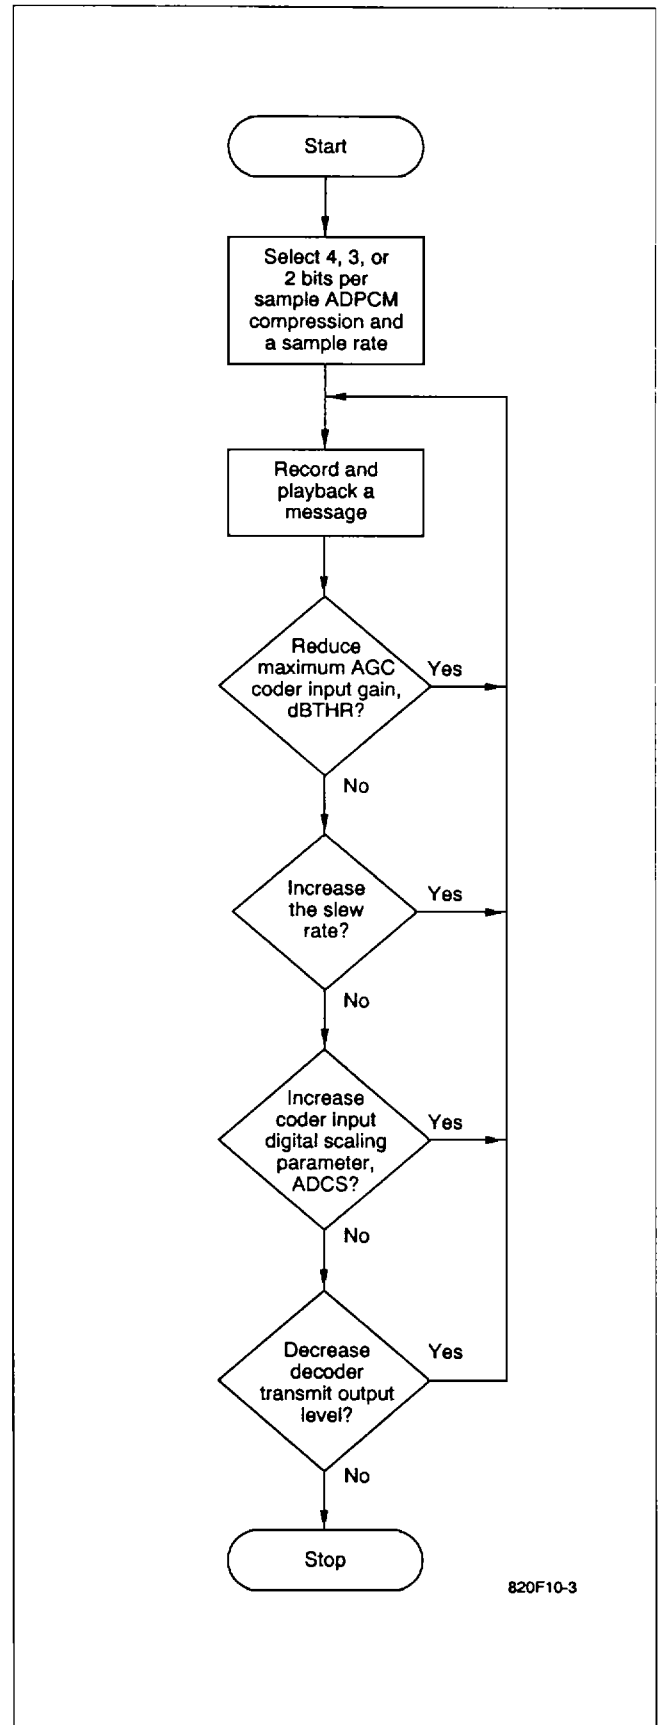 Start
Select 4, 3, or
2 bits per
sample ADPCM
compression and
a sample rate
Record and
playback a
message
Reduce
maximum AGC
coder input gain,
dBTHR?
Yes
No
Increase
the slew
rate?
Yes
No
Increase
coder input
digital scaling
parameter,
ADCS?
Yes
No
Decrease
decoder
transmit output
level?
Yes
No
Stop
820F10-3